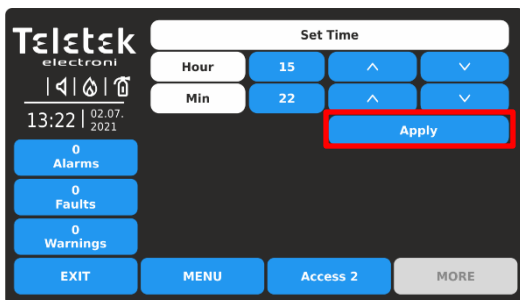 Teletek
electroni
Set Time
Hour 15
Min 22
Apply
13:22 02.07.
2021
0
Alarms
0
Faults
0
Warnings
EXIT MENU Access 2 MORE